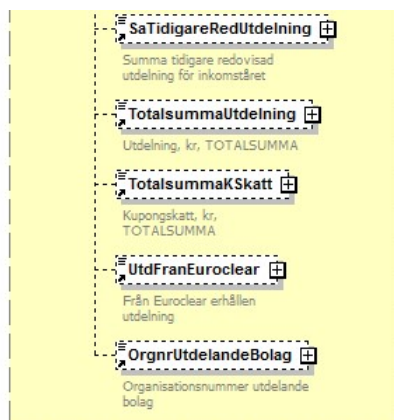 SaTidigareRedUtdelning
Summa tidigare redovisad
utdelning för inkomståret
TotalsummaUtdelning
Utdelning, kr, TOTALSUMMA
TotalsummaKSkatt
Kupongskatt, kr,
TOTALSUMMA
UtdFranEuroclear
Från Euroclear erhållen
utdelning
OrgnrUtdelandeBolag
Organisationsnummer utdelande
bolag